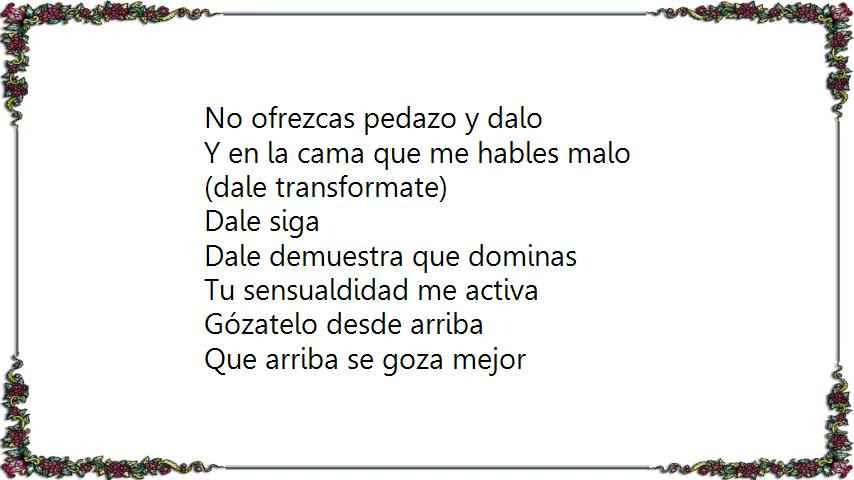 No ofrezcas pedazo y dalo
Y en la cama que me hables malo
(dale transformate)
Dale siga
Dale demuestra que dominas
Tu sensualdidad me activa
Gózatelo desde arriba
Que arriba se goza mejor